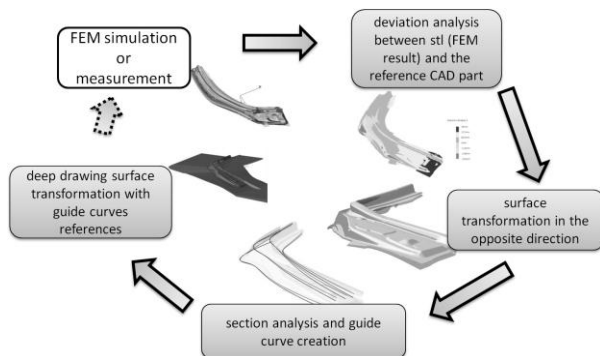 FEM simulation
or
measurement
deviation analysis
between stl (FEM
result) and the
reference CAD part
surface
transformation in the
opposite direction
section analysis and guide
curve creation
deep drawing surface
transformation with
guide curves
references